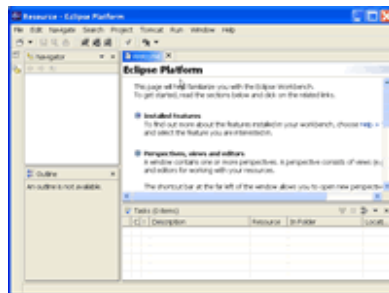 Resource - Eclipse Platform
File Edit Navigate Search Project Tomcat Run Window Help
Navigator
Eclipse Platform
This page will help familiarize you with the Eclipse Workbench.
To get started, read the sections below and click on the related links.
Installed features
To find out more about the features installed in your workbench, choose Help >
and select the feature you are interested in.
Perspectives, views and editors
A window contains one or more perspectives. A perspective consists of views (e.g.
and editors for working with your resources.
The shortcut bar at the far left of the window allows you to open new perspectiv
Outline
An outline is not available.
Tasks (0 items)
C ! Description Resource In Folder Locati